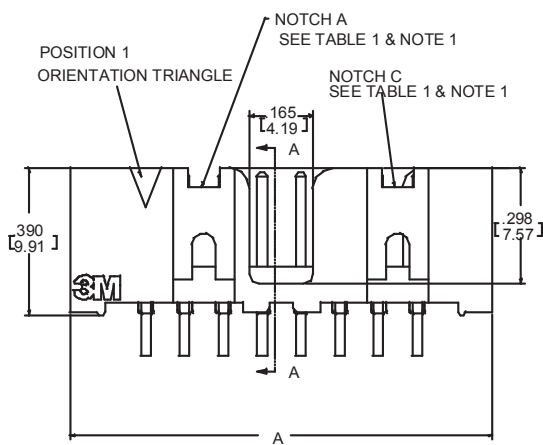 NOTCH A
SEE TABLE 1 & NOTE 1
POSITION 1
ORIENTATION TRIANGLE
NOTCH C
SEE TABLE 1 & NOTE 1
.165
[4.19]
A
.390
[9.91]
.298
[7.57]
3M
A
A